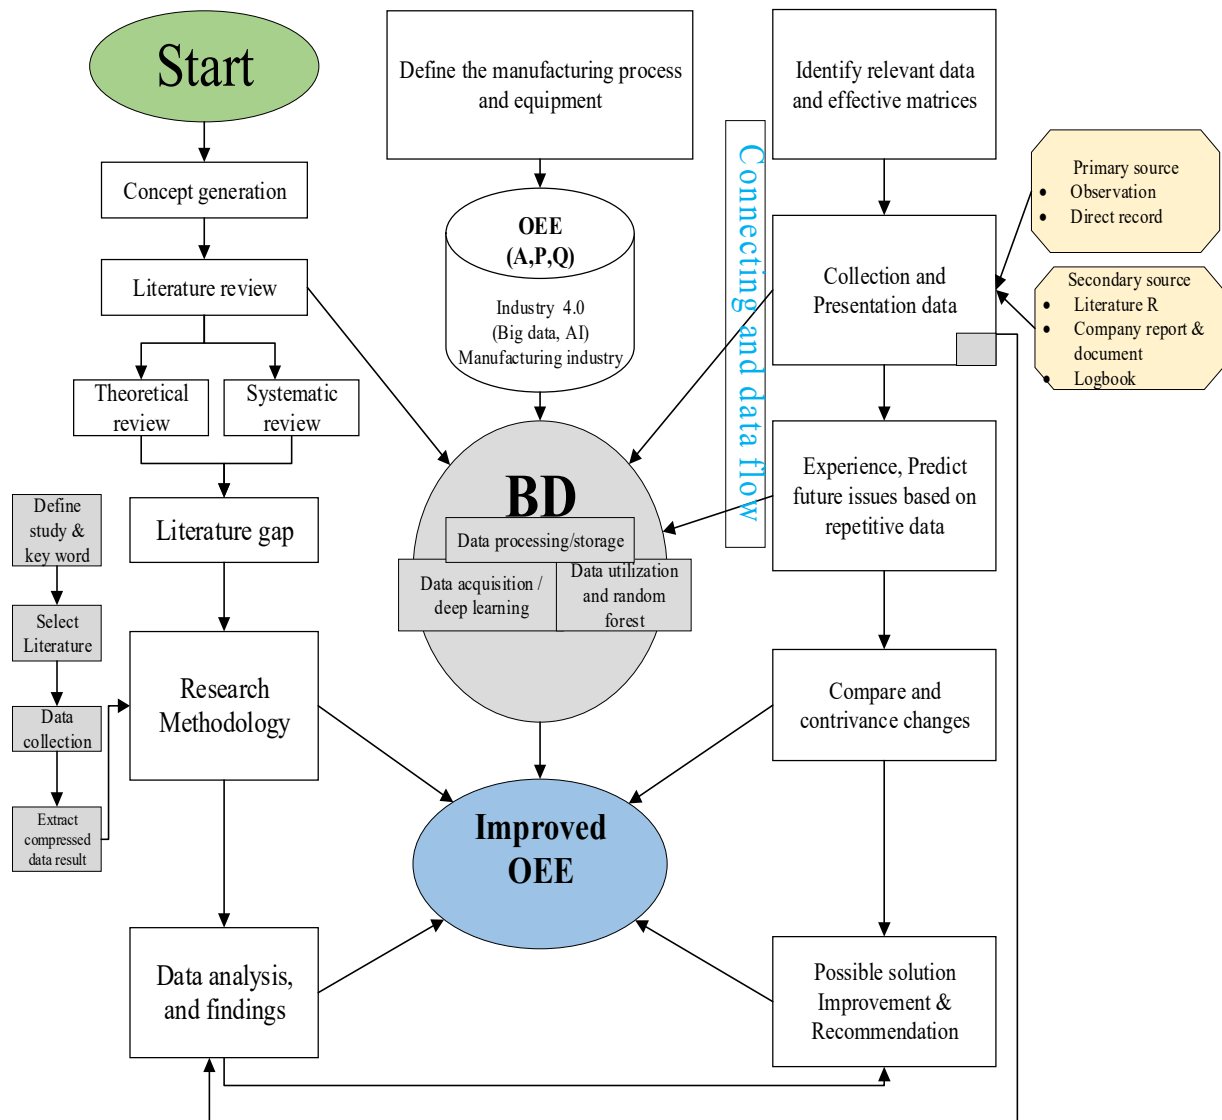 Start
Concept generation
Literature review
Theoretical
review
Systematic
review
Literature gap
Define
study &
key word
Select
Literature
Data
collection
Extract
compressed
data result
Research
Methodology
Data analysis,
and findings
Define the manufacturing process
and equipment
OEE
(A,P,Q)
Industry 4.0
(Big data, AI)
Manufacturing industry
BD
Data processing/storage
Data acquisition /
deep learning
Data utilization
and random
forest
Improved
OEE
Connecting and data flow
Identify relevant data
and effective matrices
Collection and
Presentation data
Experience, Predict
future issues based on
repetitive data
Compare and
contrivance changes
Possible solution
Improvement &
Recommendation
Primary source
• Observation
• Direct record
Secondary source
• Literature R
• Company report &
document
• Logbook